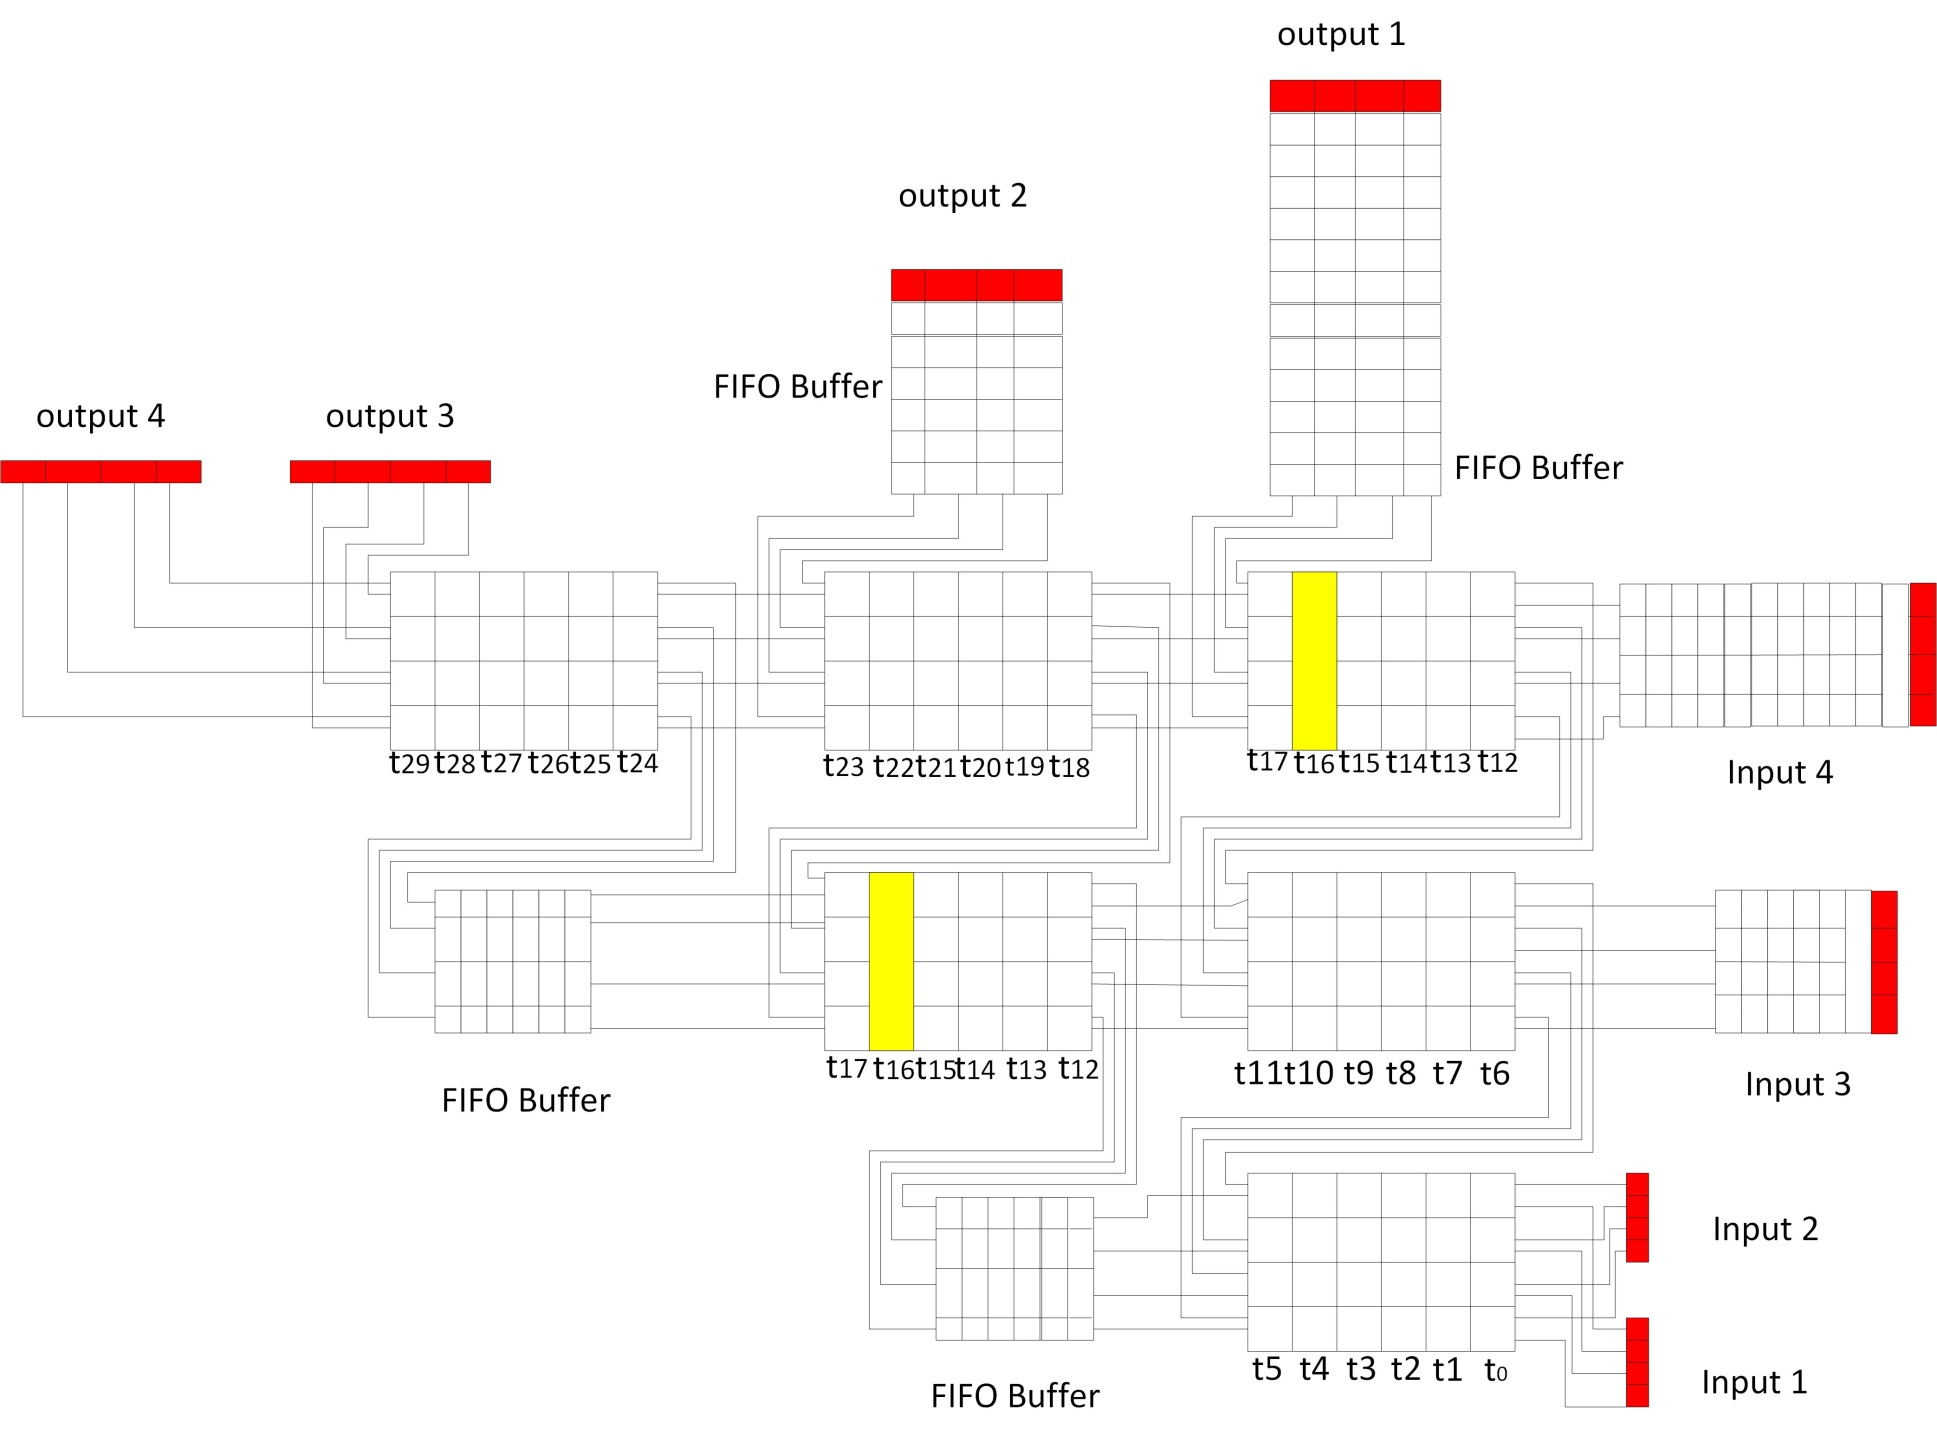 output 1
output 2
FIFO Buffer
output 4
output 3
FIFO Buffer
t29 t28 t27 t26 t25 t24
t23 t22 t21 t20 t19 t18
t17 t16 t15 t14 t13 t12
Input 4
FIFO Buffer
t17 t16 t15 t14 t13 t12
t11 t10 t9 t8 t7 t6
Input 3
Input 2
FIFO Buffer
t5 t4 t3 t2 t1 t0
Input 1